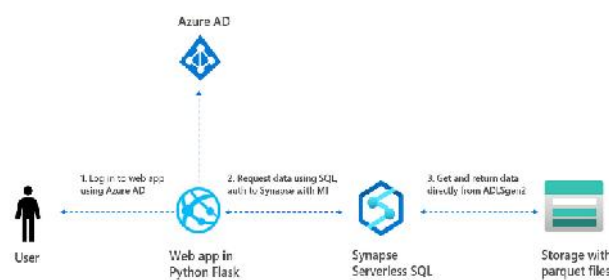 Azure AD
1. Log in to web app
using Azure AD
2. Request data using SQL,
auth to Synapse with MI
3. Get and return data
directly from ADLSgen2
User
Web app in
Python Flask
Synapse
Serverless SQL
Storage with
parquet files